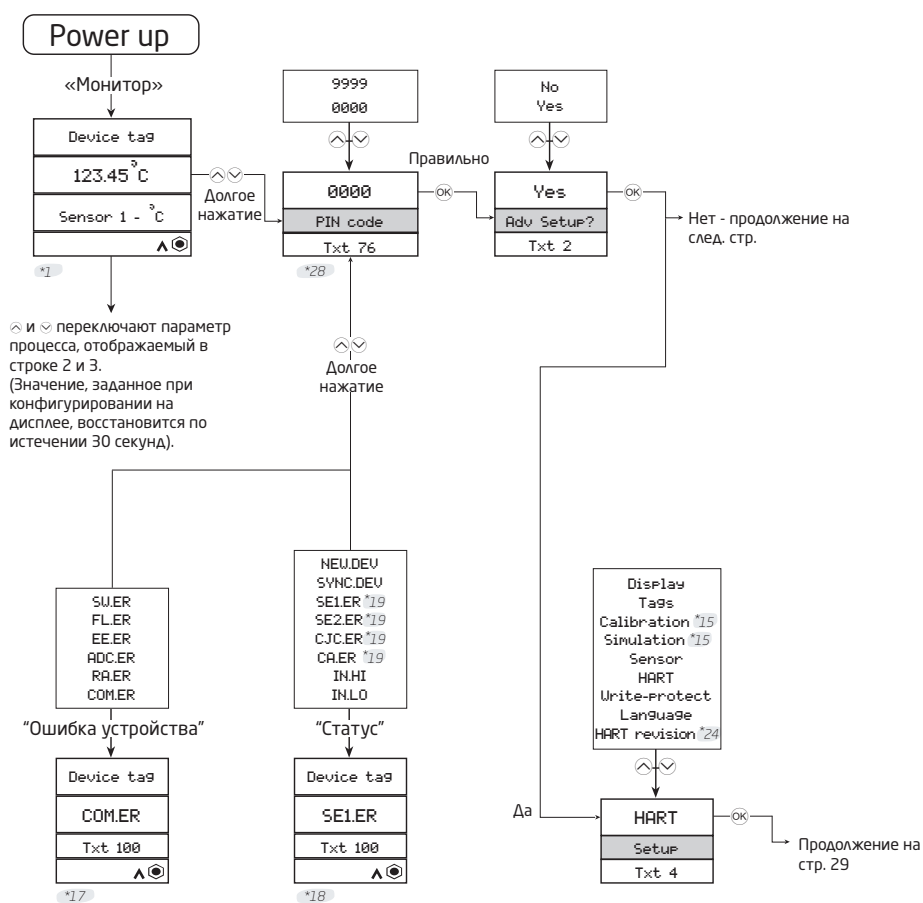 Power up
«Монитор»
Device tag
123.45 °C
Sensor 1 - °C
*1
Долгое
нажатие
9999
0000
0000
PIN code
Txt 76
*28
Правильно
OK
No
Yes
Yes
Adv Setup?
Txt 2
OK
Нет - продолжение на
след. стр.
и переключают параметр
процесса, отображаемый в
строке 2 и 3.
(Значение, заданное при
конфигурировании на
дисплее, восстановится по
истечении 30 секунд).
Долгое
нажатие
SW.ER
FL.ER
EE.ER
ADC.ER
RA.ER
COM.ER
"Ошибка устройства"
Device tag
COM.ER
Txt 100
*17
NEW.DEV
SYNC.DEV
SE1.ER *19
SE2.ER *19
CJC.ER *19
CA.ER *19
IN.HI
IN.LO
"Статус"
Device tag
SE1.ER
Txt 100
*18
Display
Tags
Calibration *15
Simulation *15
Sensor
HART
Write-protect
Language
HART revision *24
Да
HART
Setup
Txt 4
OK
Продолжение на
стр. 29